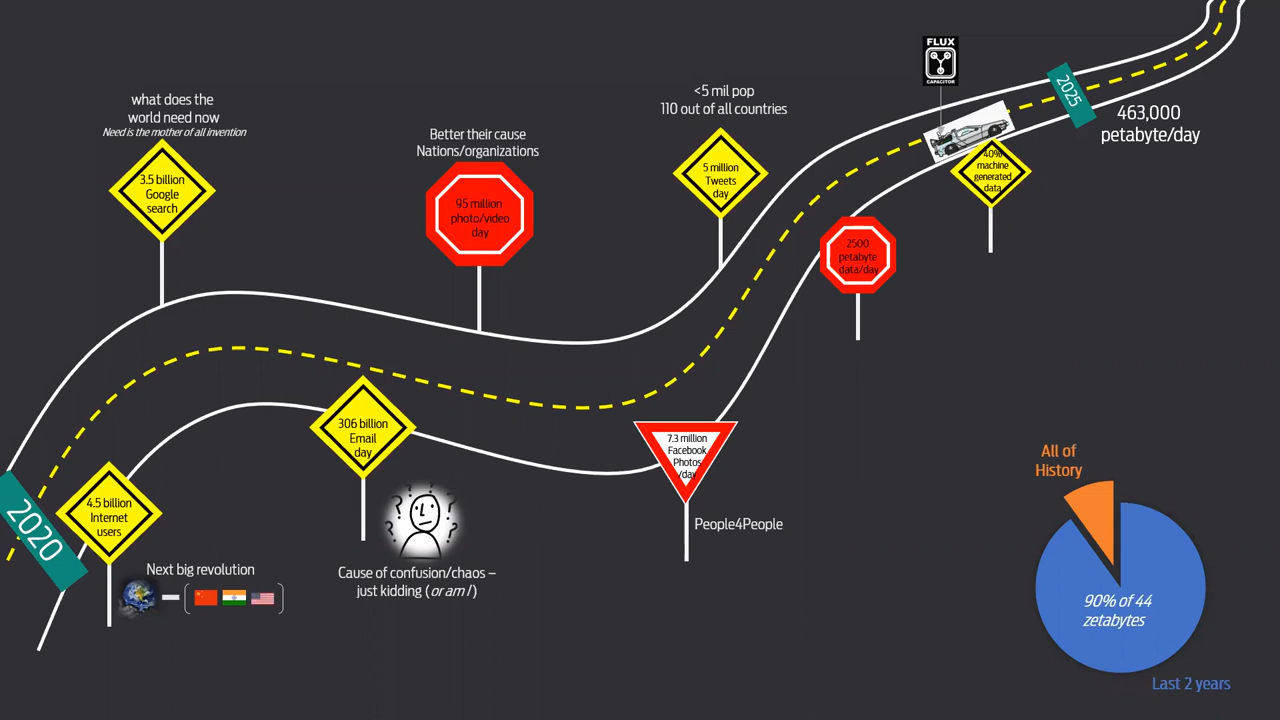 FLUX
CAPACITOR
2025
463,000
petabyte/day
what does the
world need now
Need is the mother of all invention
3.5 billion
Google
search
Better their cause
Nations/organizations
95 million
photo/video
day
<5 mil pop
110 out of all countries
5 million
Tweets
day
40%
machine
generated
data
2500
petabyte
data/day
306 billion
Email
day
7.3 million
Facebook
Photos
/day
2020
4.5 billion
Internet
users
Next big revolution
Cause of confusion/chaos –
just kidding (or am I)
People4People
All of
History
90% of 44
zetabytes
Last 2 years